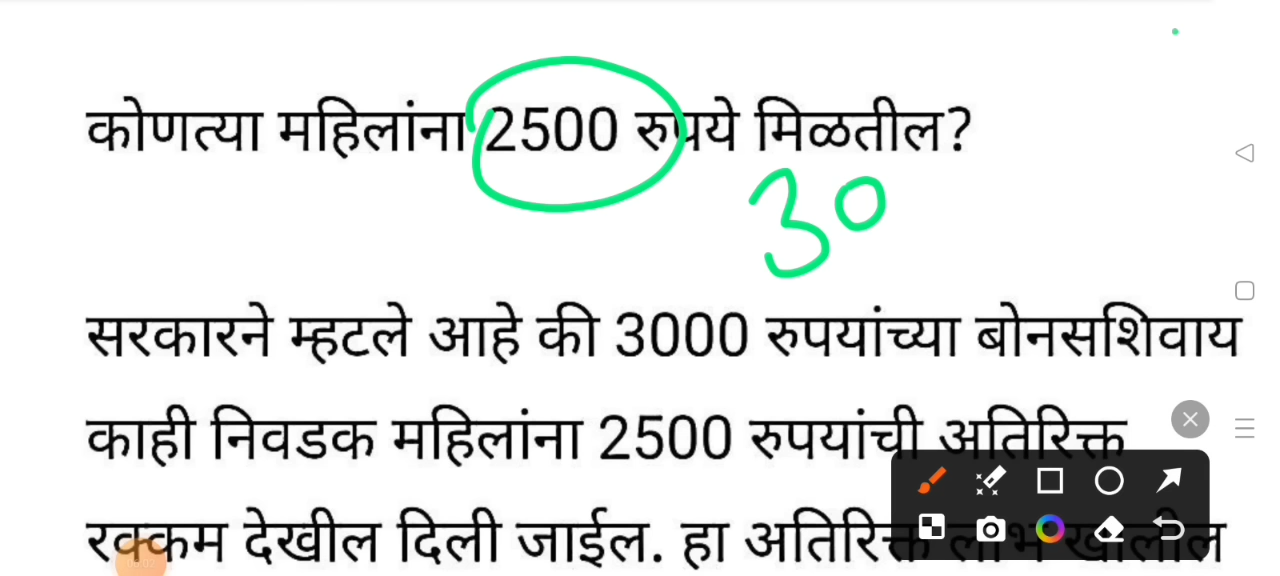 कोणत्या महिलांना 2500 रुपये मिळतील?
30
सरकारने म्हटले आहे की 3000 रुपयांच्या बोनसशिवाय
काही निवडक महिलांना 2500 रुपयांची अतिरिक्त
रक्कम देखील दिली जाईल. हा अतिरिक्त लाभ खालील